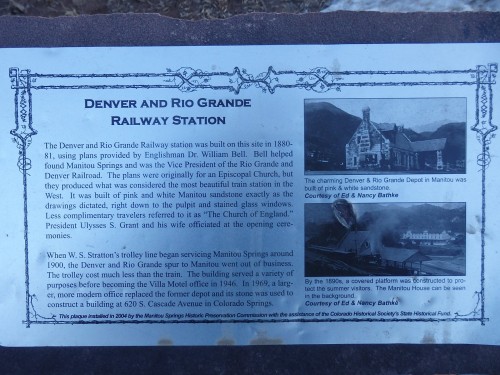 DENVER AND RIO GRANDE
RAILWAY STATION
The Denver and Rio Grande Railway station was built on this site in 1880-
81, using plans provided by Englishman Dr. William Bell. Bell helped
found Manitou Springs and was the Vice President of the Rio Grande and
Denver Railroad. The plans were originally for an Episcopal Church, but
they produced what was considered the most beautiful train station in the
West. It was built of pink and white Manitou sandstone exactly as the
drawings dictated, right down to the pulpit and stained glass windows.
Less complimentary travelers referred to it as "The Church of England."
President Ulysses S. Grant and his wife officiated at the opening cere-
monies.
When W. S. Stratton's trolley line began servicing Manitou Springs around
1900, the Denver and Rio Grande spur to Manitou went out of business.
The trolley cost much less than the train. The building served a variety of
purposes before becoming the Villa Motel office in 1946. In 1969, a larg-
er, more modern office replaced the former depot and its stone was used to
construct a building at 620 S. Cascade Avenue in Colorado Springs.
The charming Denver & Rio Grande Depot in Manitou was
built of pink & white sandstone.
Courtesy of Ed & Nancy Bathke
By the 1890s, a covered platform was constructed to pro-
tect the summer visitors. The Manitou House can be seen
in the background.
Courtesy of Ed & Nancy Bathke
This plaque installed in 2004 by the Manitou Springs Historic Preservation Commission with the assistance of the Colorado Historical Society's State Historical Fund.